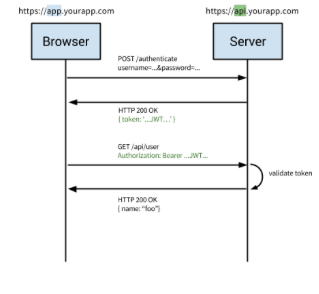 https://app.yourapp.com
https://api.yourapp.com
Browser
Server
POST /authenticate
username=...&password=...
HTTP 200 OK
{ token: '...JWT...' }
GET /api/user
Authorization: Bearer ...JWT...
validate token
HTTP 200 OK
{ name: "foo"}